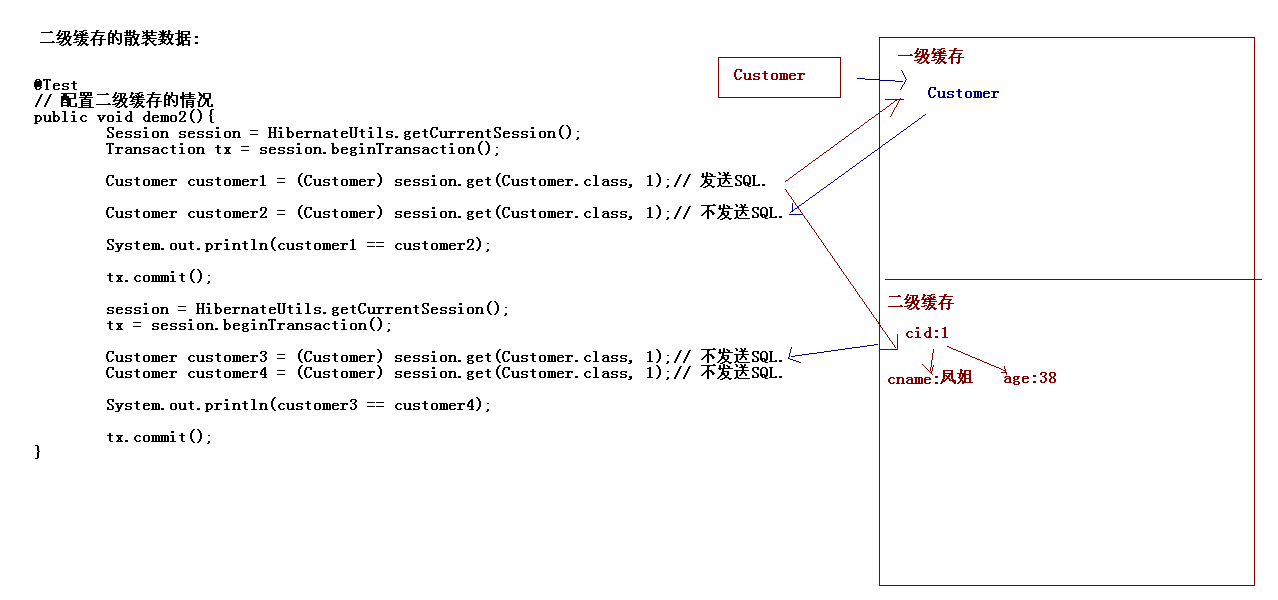 二级缓存的散装数据:
@Test
// 配置二级缓存的情况
public void demo2(){
Session session = HibernateUtils.getCurrentSession();
Transaction tx = session.beginTransaction();
Customer customer1 = (Customer) session.get(Customer.class, 1);// 发送SQL.
Customer customer2 = (Customer) session.get(Customer.class, 1);// 不发送SQL.
System.out.println(customer1 == customer2);
tx.commit();
session = HibernateUtils.getCurrentSession();
tx = session.beginTransaction();
Customer customer3 = (Customer) session.get(Customer.class, 1);// 不发送SQL.
Customer customer4 = (Customer) session.get(Customer.class, 1);// 不发送SQL.
System.out.println(customer3 == customer4);
tx.commit();
}
Customer
一级缓存
Customer
二级缓存
cid:1
cname:凤姐 age:38